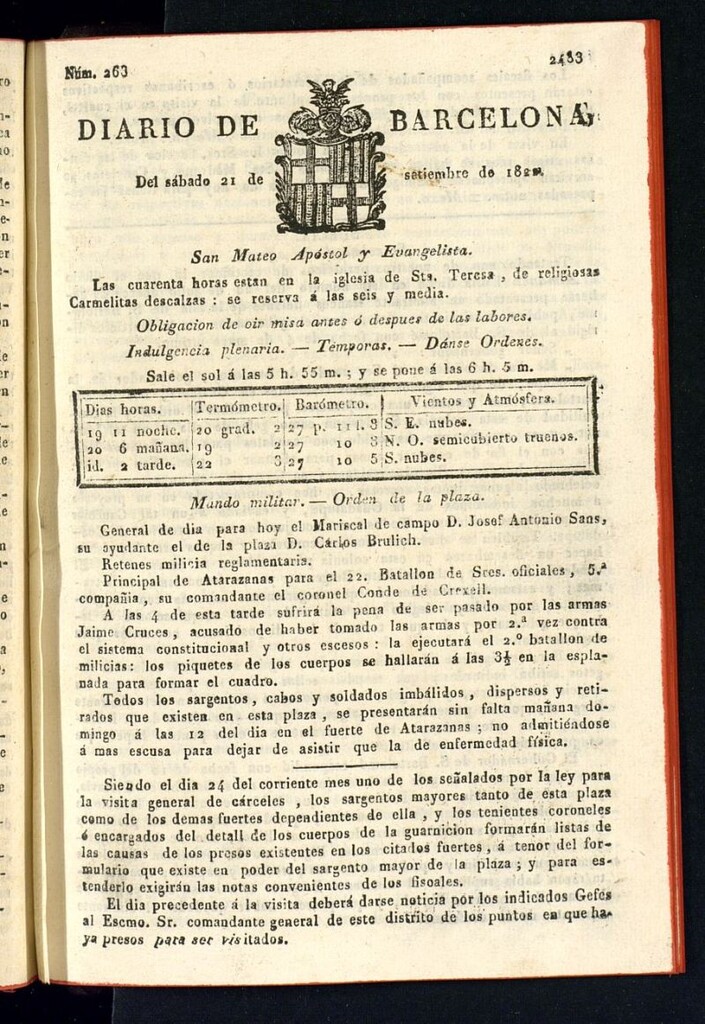 Núm. 263
2483
DIARIO DE BARCELONA,
Del sábado 21 de setiembre de 1822.
San Mateo Apóstol y Evangelista.
Las cuarenta horas estan en la iglesia de Sta. Teresa, de religiosas
Carmelitas descalzas: se reserva á las seis y media.
Obligacion de oir misa antes ó despues de las labores.
Indulgencia plenaria. — Témporas. — Dánse Ordenes.
Sale el sol á las 5 h. 55 m.; y se pone á las 6 h. 5 m.
Dias horas. Termómetro. Barómetro. Vientos y Atmósfera.
19 11 noche. 20 grad. 2 27 p. 11 l. 3 S. E. nubes.
20 6 mañana. 19 2 27 10 3 N. O. semicubierto truenos.
id. 2 tarde. 22 3 27 10 5 S. nubes.
Mando militar. — Orden de la plaza.
General de dia para hoy el Mariscal de campo D. Josef Antonio Sans,
su ayudante el de la plaza D. Cárlos Brulich.
Retenes milicia reglamentaria.
Principal de Atarazanas para el 22. Batallon de Sres. oficiales, 5.ª
compañia, su comandante el coronel Conde de Crexell.
A las 4 de esta tarde sufrirá la pena de ser pasado por las armas
Jaime Cruces, acusado de haber tomado las armas por 2.ª vez contra
el sistema constitucional y otros escesos: la ejecutará el 2.º batallon de
milicias: los piquetes de los cuerpos se hallarán á las 3½ en la espla-
nada para formar el cuadro.
Todos los sargentos, cabos y soldados imbálidos, dispersos y reti-
rados que existen en esta plaza, se presentarán sin falta mañana do-
mingo á las 12 del dia en el fuerte de Atarazanas; no admitiéndose
á mas escusa para dejar de asistir que la de enfermedad física.
Siendo el dia 24 del corriente mes uno de los señalados por la ley para
la visita general de cárceles, los sargentos mayores tanto de esta plaza
como de los demas fuertes dependientes de ella, y los tenientes coroneles
ó encargados del detall de los cuerpos de la guarnicion formarán listas de
las causas de los presos existentes en los citados fuertes, á tenor del for-
mulario que existe en poder del sargento mayor de la plaza; y para es-
tenderlo exigirán las notas convenientes de los fiscales.
El dia precedente á la visita deberá darse noticia por los indicados Gefes
al Escmo. Sr. comandante general de este distrito de los puntos en que ha-
ya presos para ser visitados.